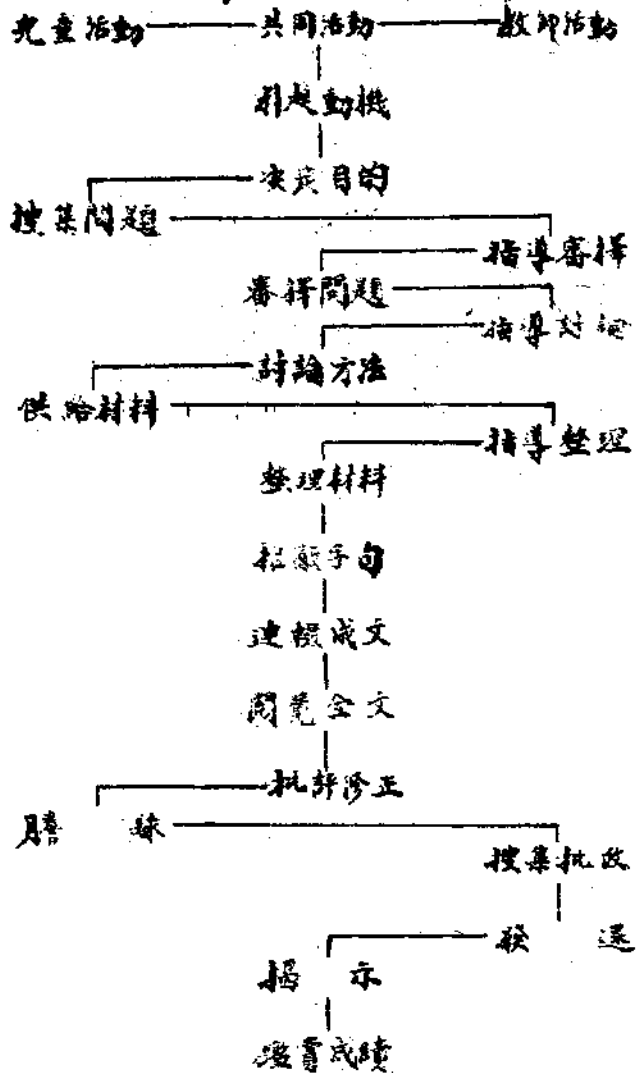 兒童活動 共同活動 教師活動
引起動機
決定目的
搜集問題
指導審擇
審擇問題
指導討論
討論方法
供給材料
指導整理
整理材料
推敲字句
連綴成文
閱覽全文
批評修正
謄錄
搜集批改
發還
揭示
鑑賞成績